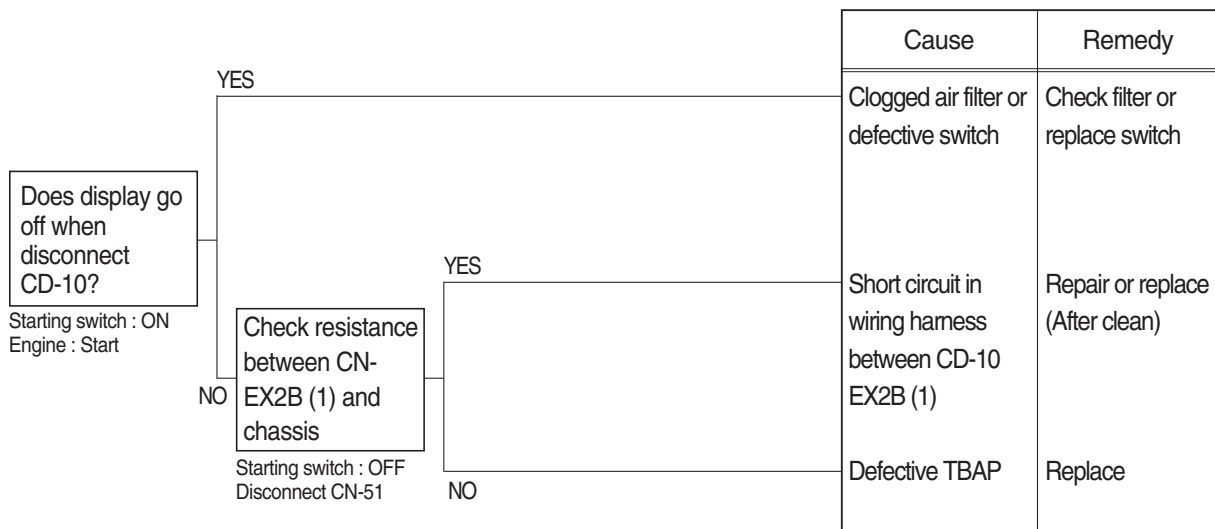 Cause
Remedy
YES
Clogged air filter or
defective switch
Check filter or
replace switch
Does display go
off when
disconnect
CD-10?
Starting switch : ON
Engine : Start
NO
Check resistance
between CN-
EX2B (1) and
chassis
Starting switch : OFF
Disconnect CN-51
YES
Short circuit in
wiring harness
between CD-10
EX2B (1)
Repair or replace
(After clean)
NO
Defective TBAP
Replace